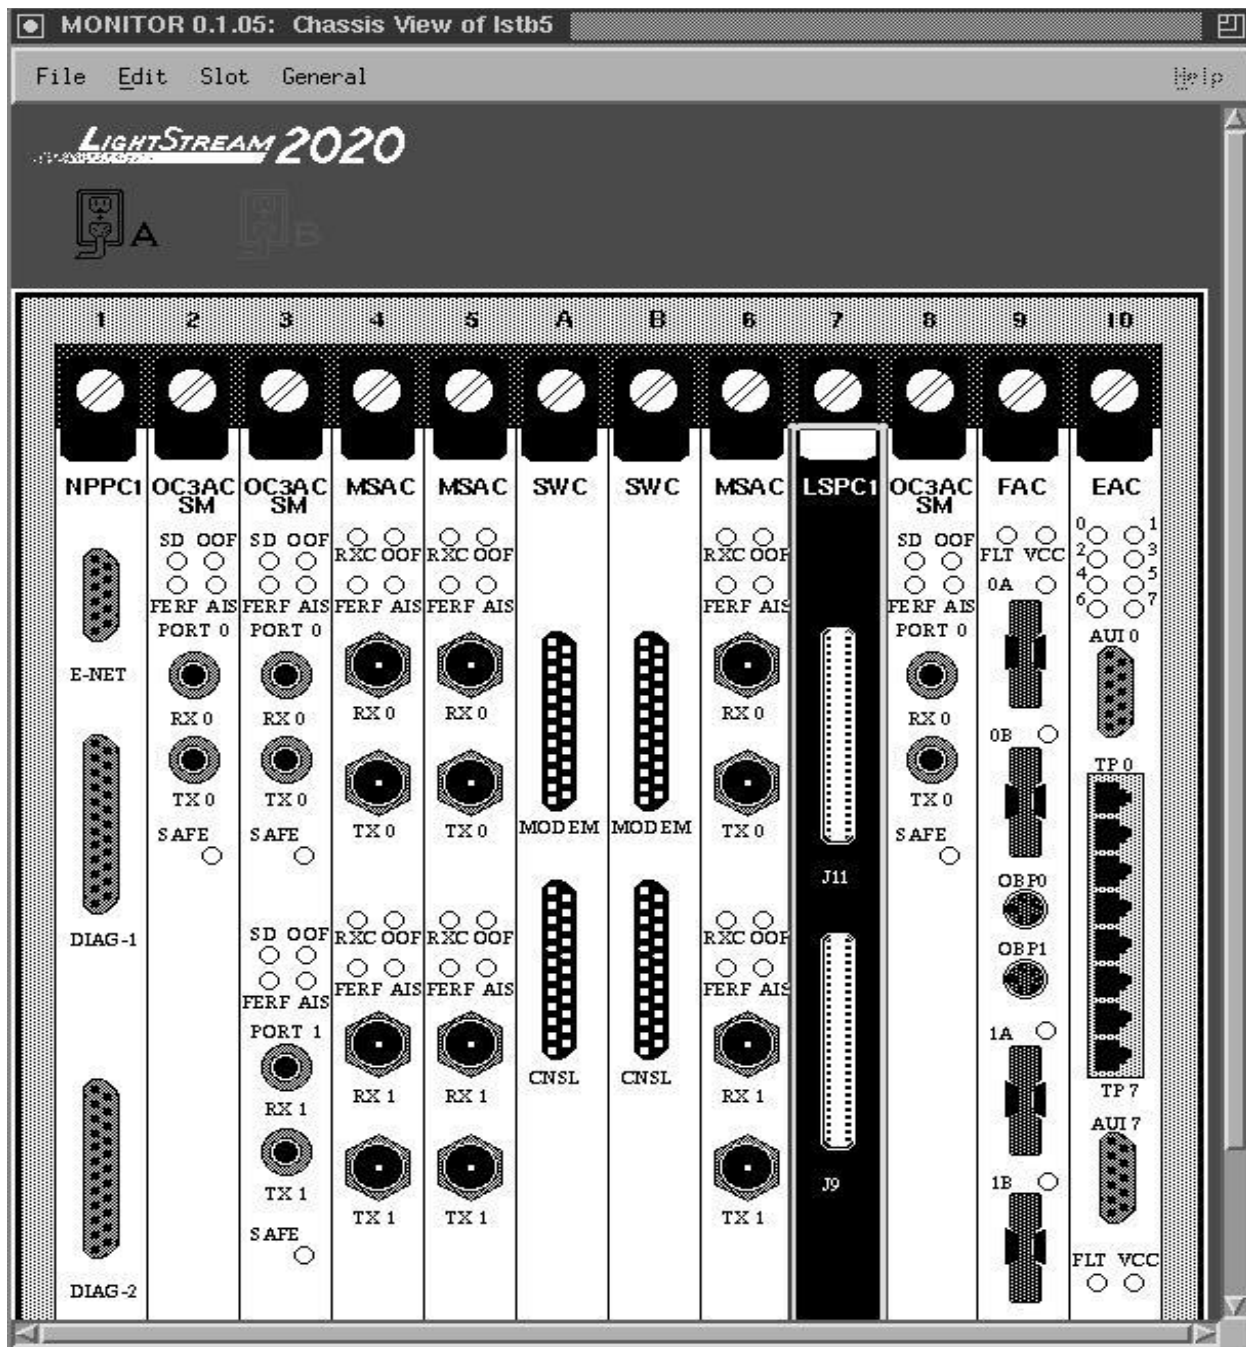 MONITOR 0.1.05: Chassis View of lstb5
File Edit Slot General Help
LIGHTSTREAM 2020
A B
1 2 3 4 5 A B 6 7 8 9 10
NPPC1 OC3AC SM OC3AC SM MSAC MSAC SWC SWC MSAC LSPC1 OC3AC SM FAC EAC
E-NET
DIAG-1
DIAG-2
SD OOF
FERF AIS
PORT 0
RX 0
TX 0
SAFE
SD OOF
FERF AIS
PORT 0
RX 0
TX 0
SAFE
SD OOF
FERF AIS
PORT 1
RX 1
TX 1
SAFE
RXC OOF
FERF AIS
RX 0
TX 0
RXC OOF
FERF AIS
RX 1
TX 1
RXC OOF
FERF AIS
RX 0
TX 0
RXC OOF
FERF AIS
RX 1
TX 1
MODEM
CNSL
MODEM
CNSL
RXC OOF
FERF AIS
RX 0
TX 0
RXC OOF
FERF AIS
RX 1
TX 1
J11
J9
SD OOF
FERF AIS
PORT 0
RX 0
TX 0
SAFE
FLT VCC
0A
0B
OBP0
OBP1
1A
1B
0 1
2 3
4 5
6 7
AUI 0
TP 0
TP 7
AUI 7
FLT VCC